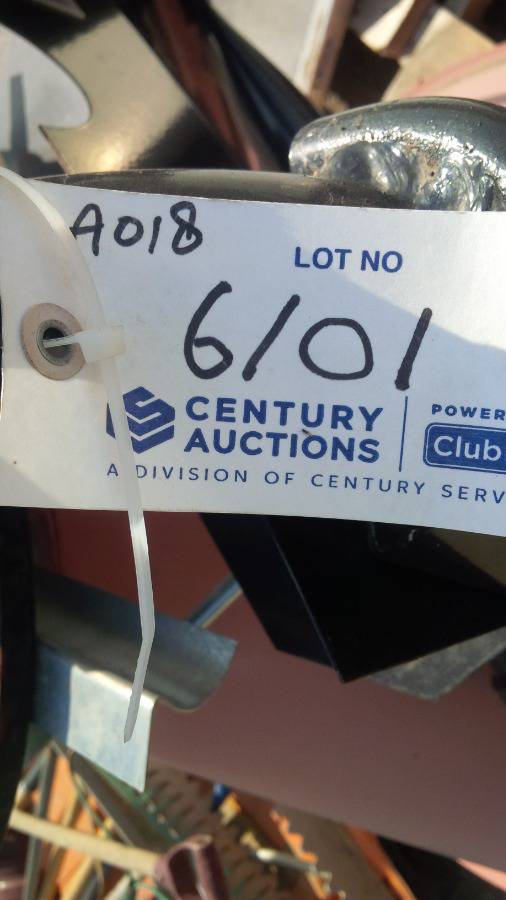 A018
LOT NO
6/01
CENTURY AUCTIONS
POWER
Club
A DIVISION OF CENTURY SERV